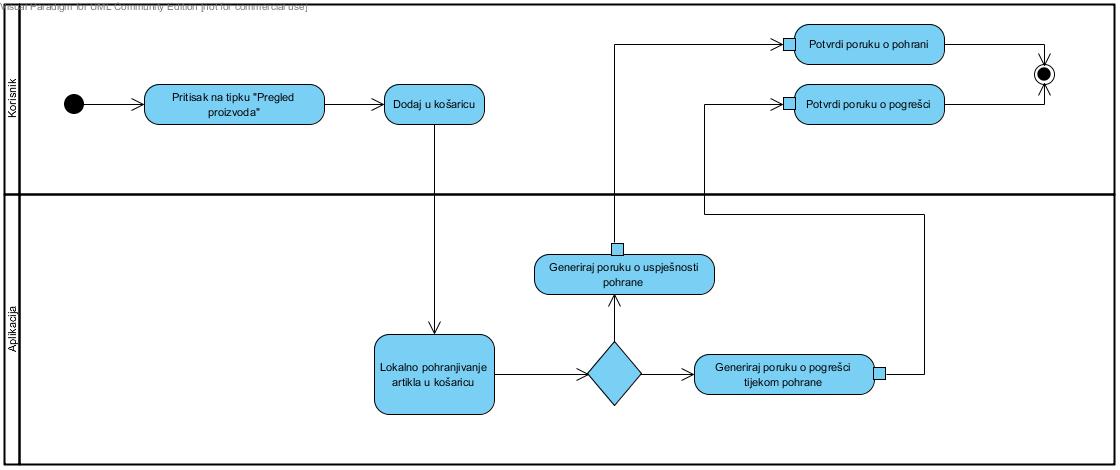 Visual Paradigm for UML Community Edition [not for commercial use]
Korisnik
Pritisak na tipku "Pregled
proizvoda"
Dodaj u košaricu
Potvrdi poruku o pohrani
Potvrdi poruku o pogrešci
Aplikacija
Generiraj poruku o uspješnosti
pohrane
Lokalno pohranjivanje
artikla u košaricu
Generiraj poruku o pogrešci
tijekom pohrane